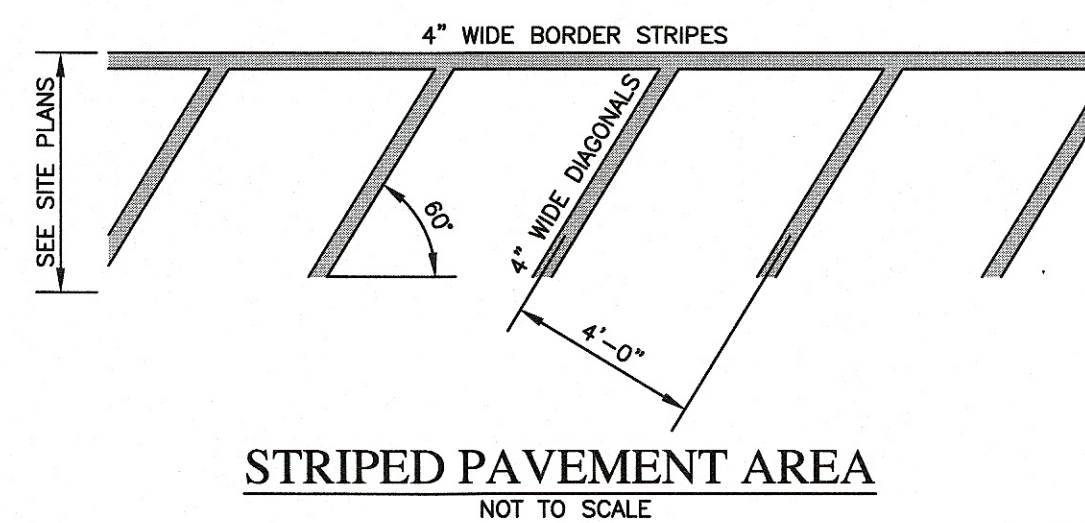 4" WIDE BORDER STRIPES
SEE SITE PLANS
4" WIDE DIAGONALS
60°
4'-0"
STRIPED PAVEMENT AREA
NOT TO SCALE